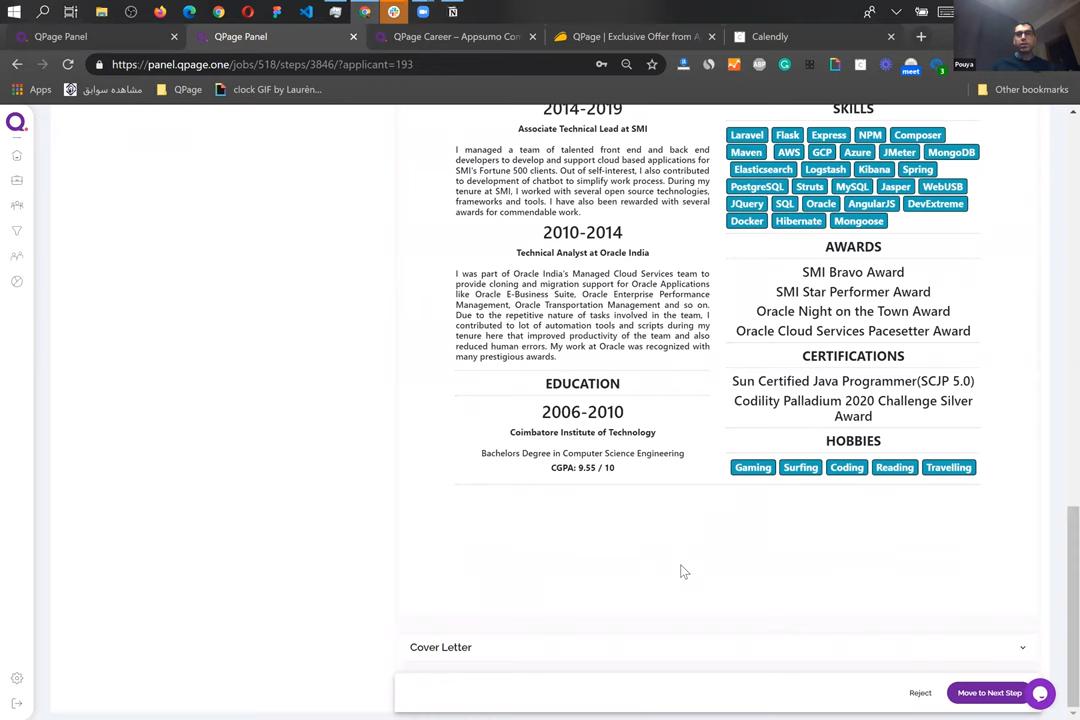 QPage Panel
QPage Panel
QPage Career – Appsumo Con
QPage | Exclusive Offer from A
Calendly
Pouya
https://panel.qpage.one/jobs/518/steps/3846/?applicant=193
meet
3
Apps
مشاهده سوابق
QPage
clock GIF by Laurèn...
Other bookmarks
2014-2019
Associate Technical Lead at SMI
I managed a team of talented front end and back end
developers to develop and support cloud based applications for
SMI's Fortune 500 clients. Out of self-interest, I also contributed
to development of chatbot to simplify work process. During my
tenure at SMI, I worked with several open source technologies,
frameworks and tools. I have also been rewarded with several
awards for commendable work.
2010-2014
Technical Analyst at Oracle India
I was part of Oracle India's Managed Cloud Services team to
provide cloning and migration support for Oracle Applications
like Oracle E-Business Suite, Oracle Enterprise Performance
Management, Oracle Transportation Management and so on.
Due to the repetitive nature of tasks involved in the team, I
contributed to lot of automation tools and scripts during my
tenure here that improved productivity of the team and also
reduced human errors. My work at Oracle was recognized with
many prestigious awards.
EDUCATION
2006-2010
Coimbatore Institute of Technology
Bachelors Degree in Computer Science Engineering
CGPA: 9.55 / 10
SKILLS
Laravel Flask Express NPM Composer
Maven AWS GCP Azure JMeter MongoDB
Elasticsearch Logstash Kibana Spring
PostgreSQL Struts MySQL Jasper WebUSB
JQuery SQL Oracle AngularJS DevExtreme
Docker Hibernate Mongoose
AWARDS
SMI Bravo Award
SMI Star Performer Award
Oracle Night on the Town Award
Oracle Cloud Services Pacesetter Award
CERTIFICATIONS
Sun Certified Java Programmer(SCJP 5.0)
Codility Palladium 2020 Challenge Silver
Award
HOBBIES
Gaming Surfing Coding Reading Travelling
Cover Letter
Reject
Move to Next Step